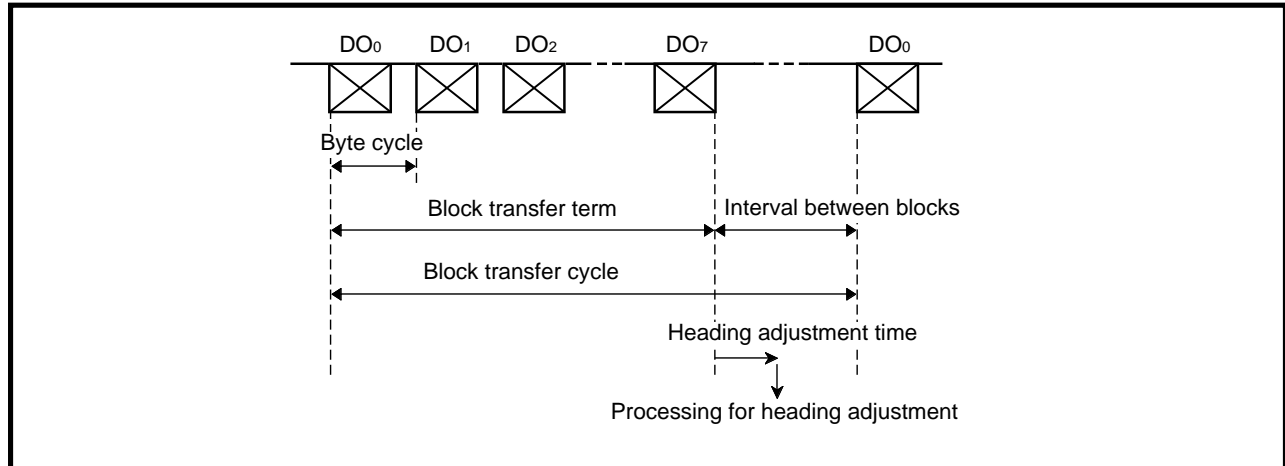 DO0 DO1 DO2 DO7 DO0
Byte cycle
Block transfer term Interval between blocks
Block transfer cycle
Heading adjustment time
Processing for heading adjustment